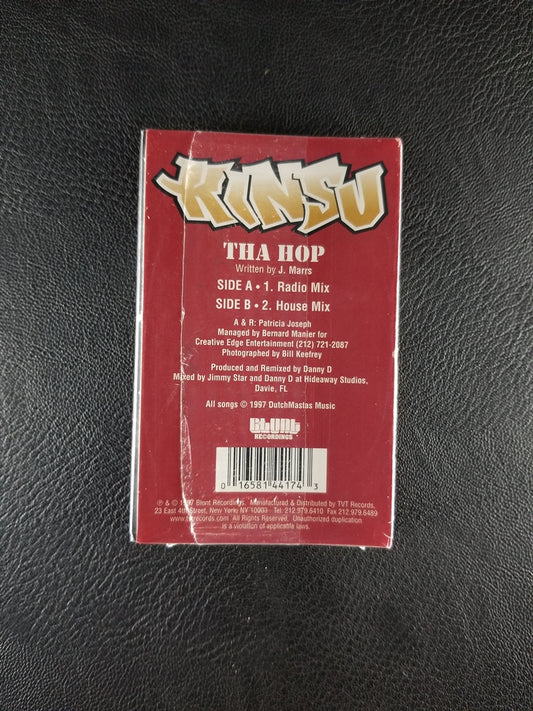 KINSU
THA HOP
Written by J. Marrs
SIDE A • 1. Radio Mix
SIDE B • 2. House Mix
A & R: Patricia Joseph
Managed by Bernard Manier for
Creative Edge Entertainment (212) 721-2087
Photographed by Bill Keefrey
Produced and Remixed by Danny D
Mixed by Jimmy Star and Danny D at Hideaway Studios,
Davie, FL
All songs © 1997 DutchMastas Music
BLUNT
RECORDINGS
0 16581 44174 3
℗ & © 1997 Blunt Recordings. Manufactured & Distributed by TVT Records,
23 East 4th Street, New York, NY 10003 Tel. 212.979.6410 Fax 212.979.6489
www.tvtrecords.com All Rights Reserved. Unauthorized duplication
is a violation of applicable laws.